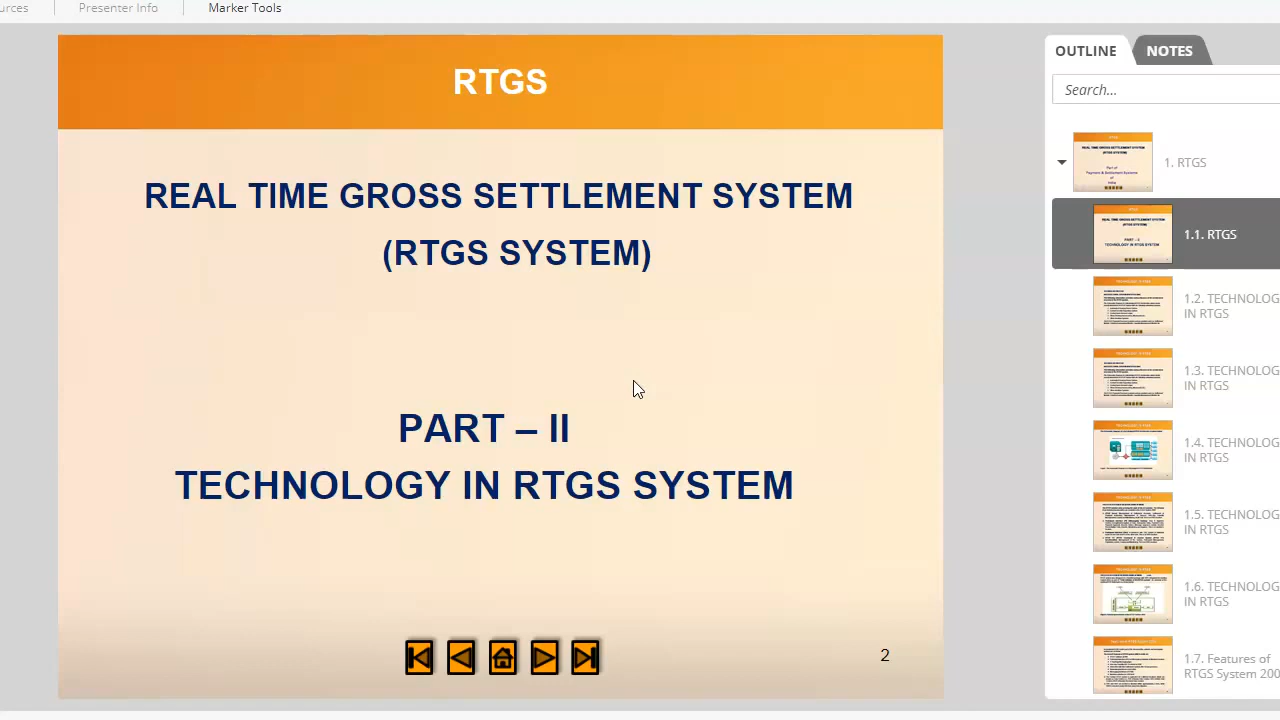 urces
Presenter Info
Marker Tools
RTGS
REAL TIME GROSS SETTLEMENT SYSTEM
(RTGS SYSTEM)
PART – II
TECHNOLOGY IN RTGS SYSTEM
2
OUTLINE
NOTES
Search...
1. RTGS
1.1. RTGS
1.2. TECHNOLOG
IN RTGS
1.3. TECHNOLOG
IN RTGS
1.4. TECHNOLOG
IN RTGS
1.5. TECHNOLOG
IN RTGS
1.6. TECHNOLOG
IN RTGS
1.7. Features of
RTGS System 200